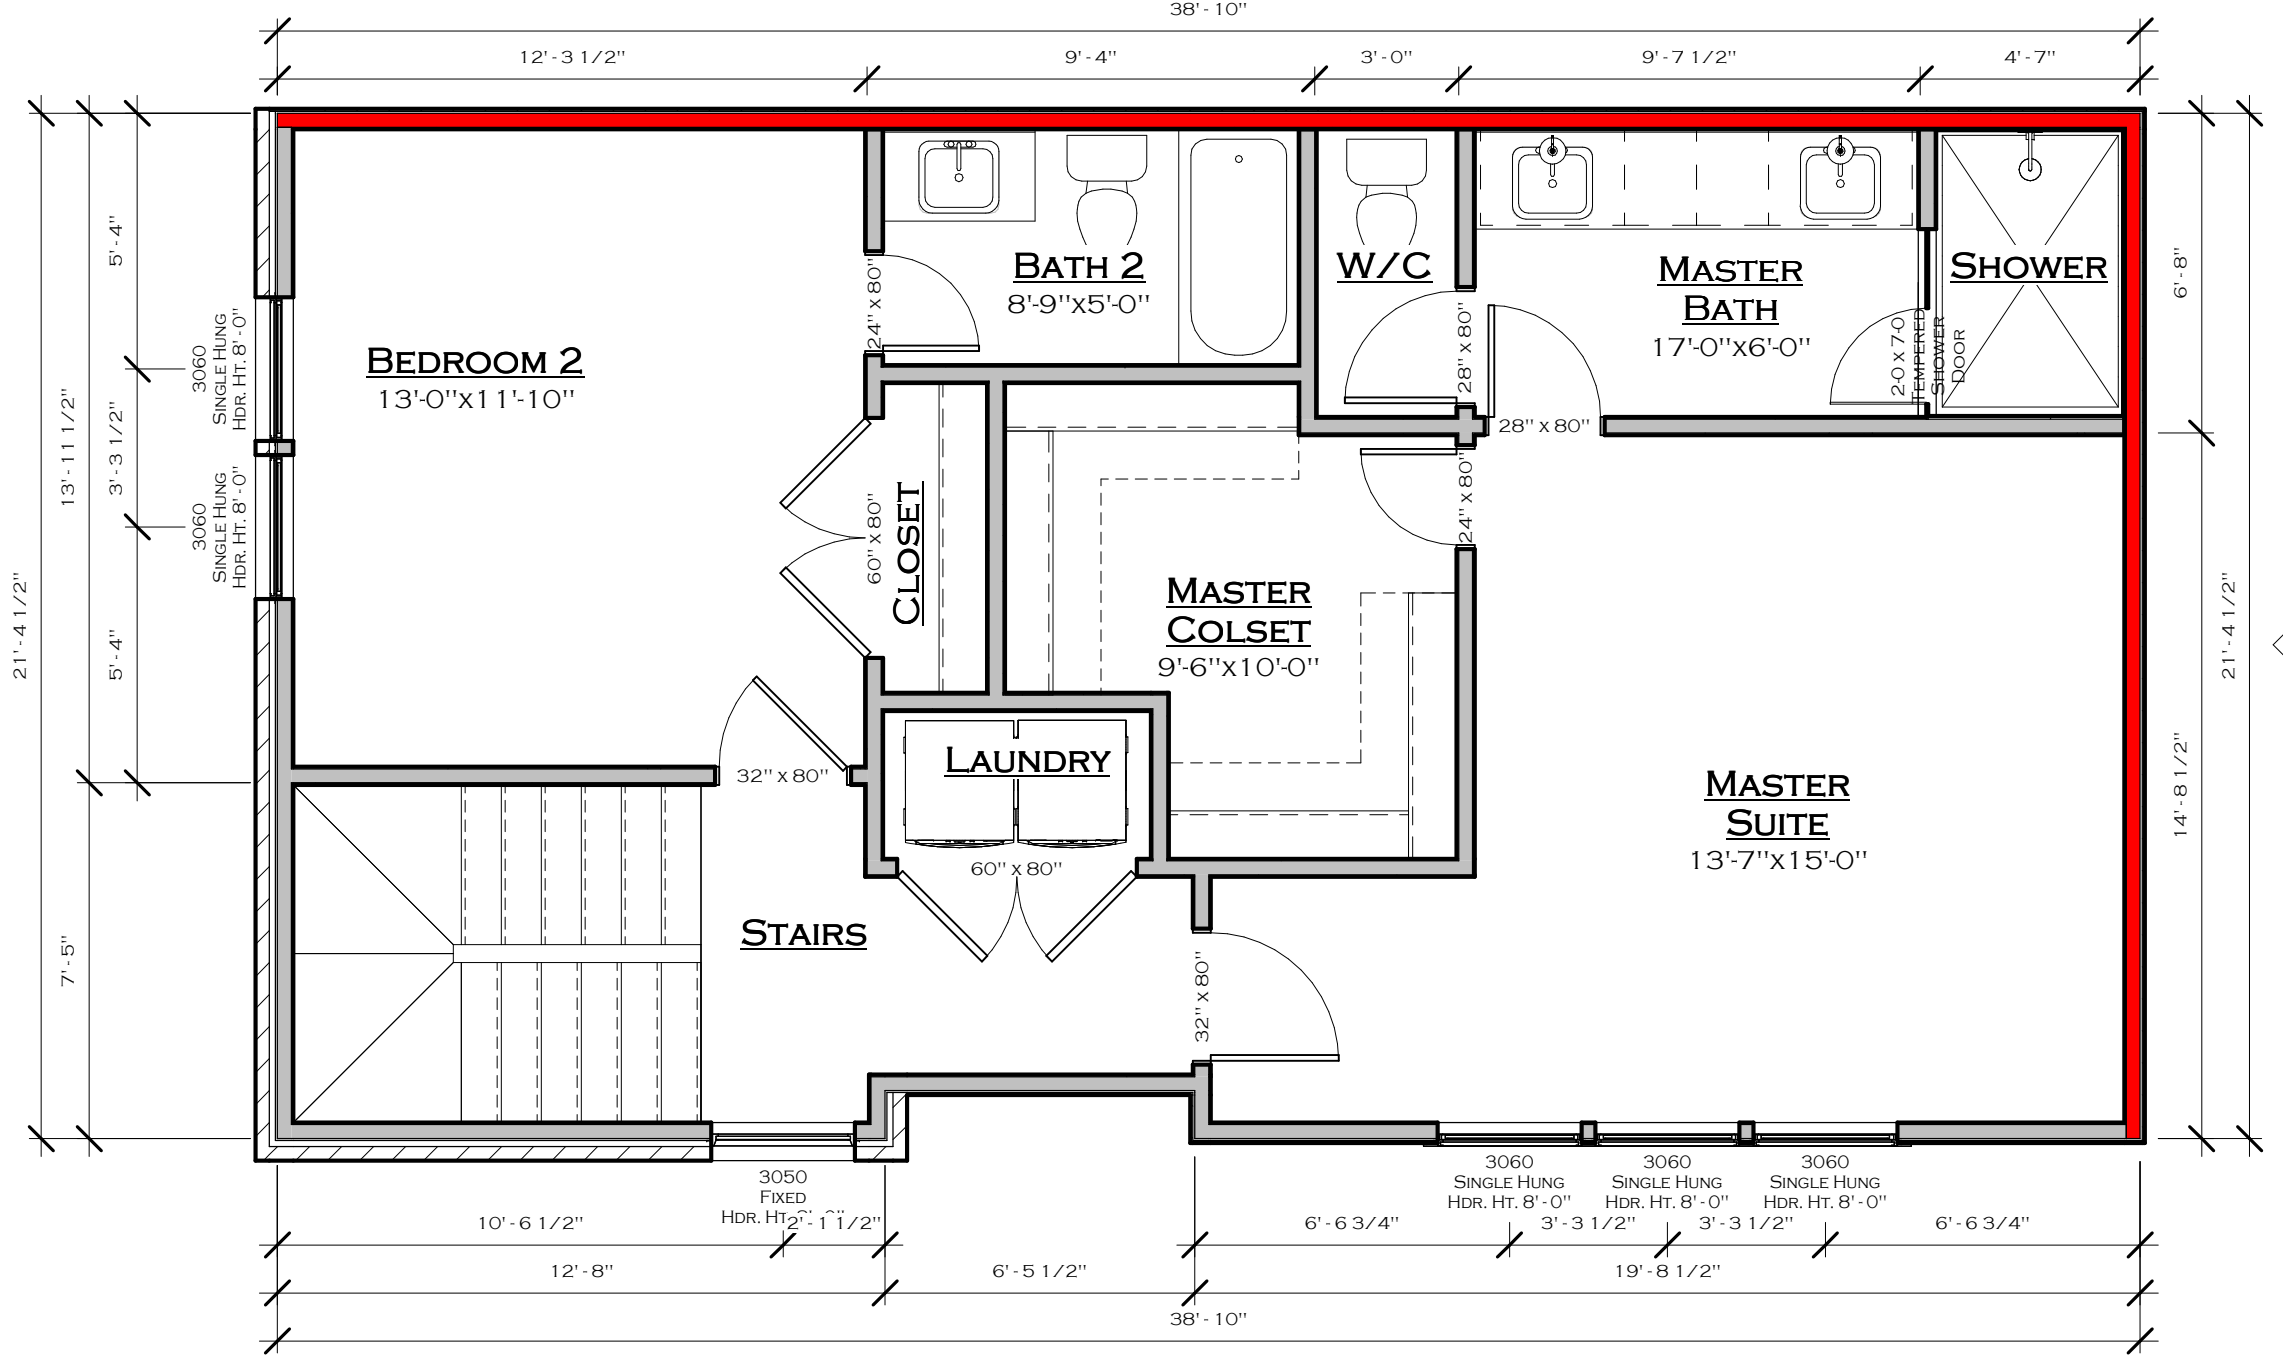 38'-10"
12'-3 1/2"
9'-4"
3'-0"
9'-7 1/2"
4'-7"
5'-4"
3'-3 1/2"
5'-4"
13'-11 1/2"
7'-5"
21'-4 1/2"
3060
SINGLE HUNG
HDR. HT. 8'-0"
3060
SINGLE HUNG
HDR. HT. 8'-0"
BEDROOM 2
13'-0"x11'-10"
24" x 80"
BATH 2
8'-9"x5'-0"
W/C
28" x 80"
MASTER
BATH
17'-0"x6'-0"
28" x 80"
SHOWER
2-0 x 7-0
TEMPERED
SHOWER
DOOR
60" x 80"
CLOSET
24" x 80"
MASTER
COLSET
9'-6"x10'-0"
32" x 80"
LAUNDRY
60" x 80"
STAIRS
32" x 80"
MASTER
SUITE
13'-7"x15'-0"
6'-8"
14'-8 1/2"
21'-4 1/2"
3050
FIXED
HDR. HT.
3060
SINGLE HUNG
HDR. HT. 8'-0"
3060
SINGLE HUNG
HDR. HT. 8'-0"
3060
SINGLE HUNG
HDR. HT. 8'-0"
10'-6 1/2"
2'-1 1/2"
6'-6 3/4"
3'-3 1/2"
3'-3 1/2"
6'-6 3/4"
12'-8"
6'-5 1/2"
19'-8 1/2"
38'-10"